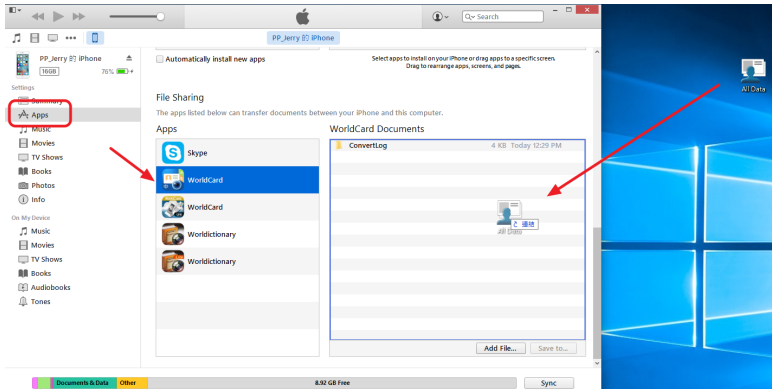 Search
PP_Jerry 的 iPhone
PP_Jerry 的 iPhone
16GB
76%
Settings
Summary
Apps
Music
Movies
TV Shows
Books
Photos
Info
On My Device
Music
Movies
TV Shows
Books
Audiobooks
Tones
Automatically install new apps
Select apps to install on your iPhone or drag apps to a specific screen.
Drag to rearrange apps, screens, and pages.
File Sharing
The apps listed below can transfer documents between your iPhone and this computer.
Apps
Skype
WorldCard
WorldCard
Worldictionary
Worldictionary
WorldCard Documents
ConvertLog 4 KB Today 12:29 PM
連結
All Data
Add File...
Save to...
All Data
Documents & Data
Other
8.92 GB Free
Sync